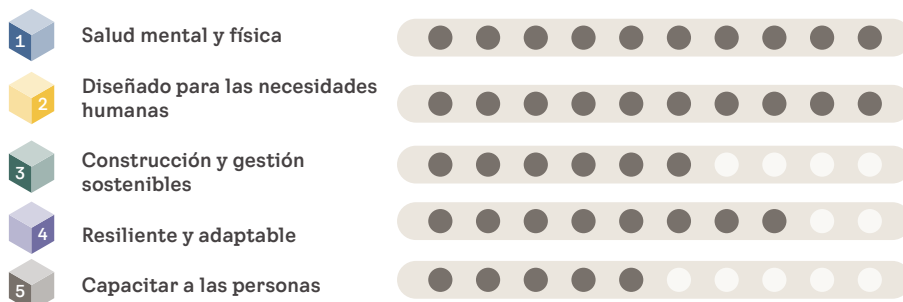 1
Salud mental y física
2
Diseñado para las necesidades
humanas
3
Construcción y gestión
sostenibles
4
Resiliente y adaptable
5
Capacitar a las personas